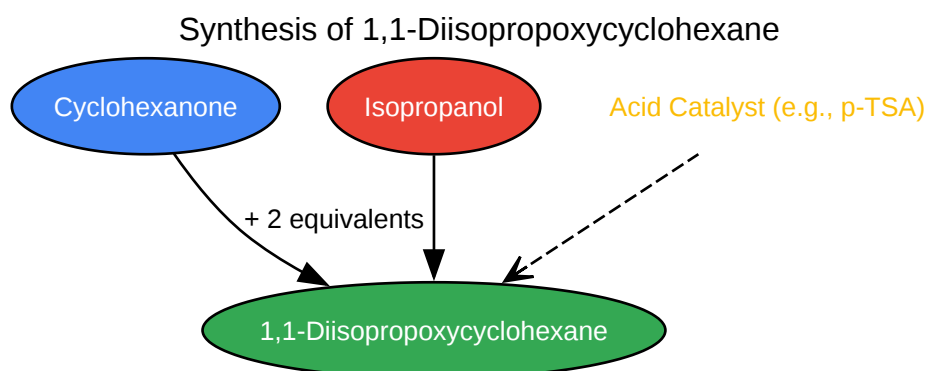 Synthesis of 1,1-Diisopropoxycyclohexane
Cyclohexanone
Isopropanol
Acid Catalyst (e.g., p-TSA)
+ 2 equivalents
1,1-Diisopropoxycyclohexane